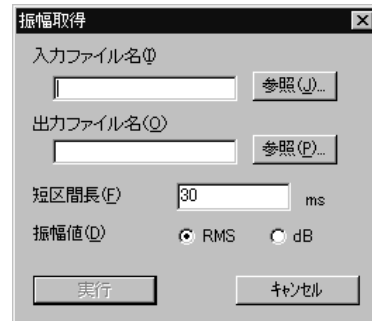 振幅取得
入力ファイル名(I)
参照(J)...
出力ファイル名(O)
参照(P)...
短区間長(F) 30 ms
振幅値(D) RMS dB
実行 キャンセル